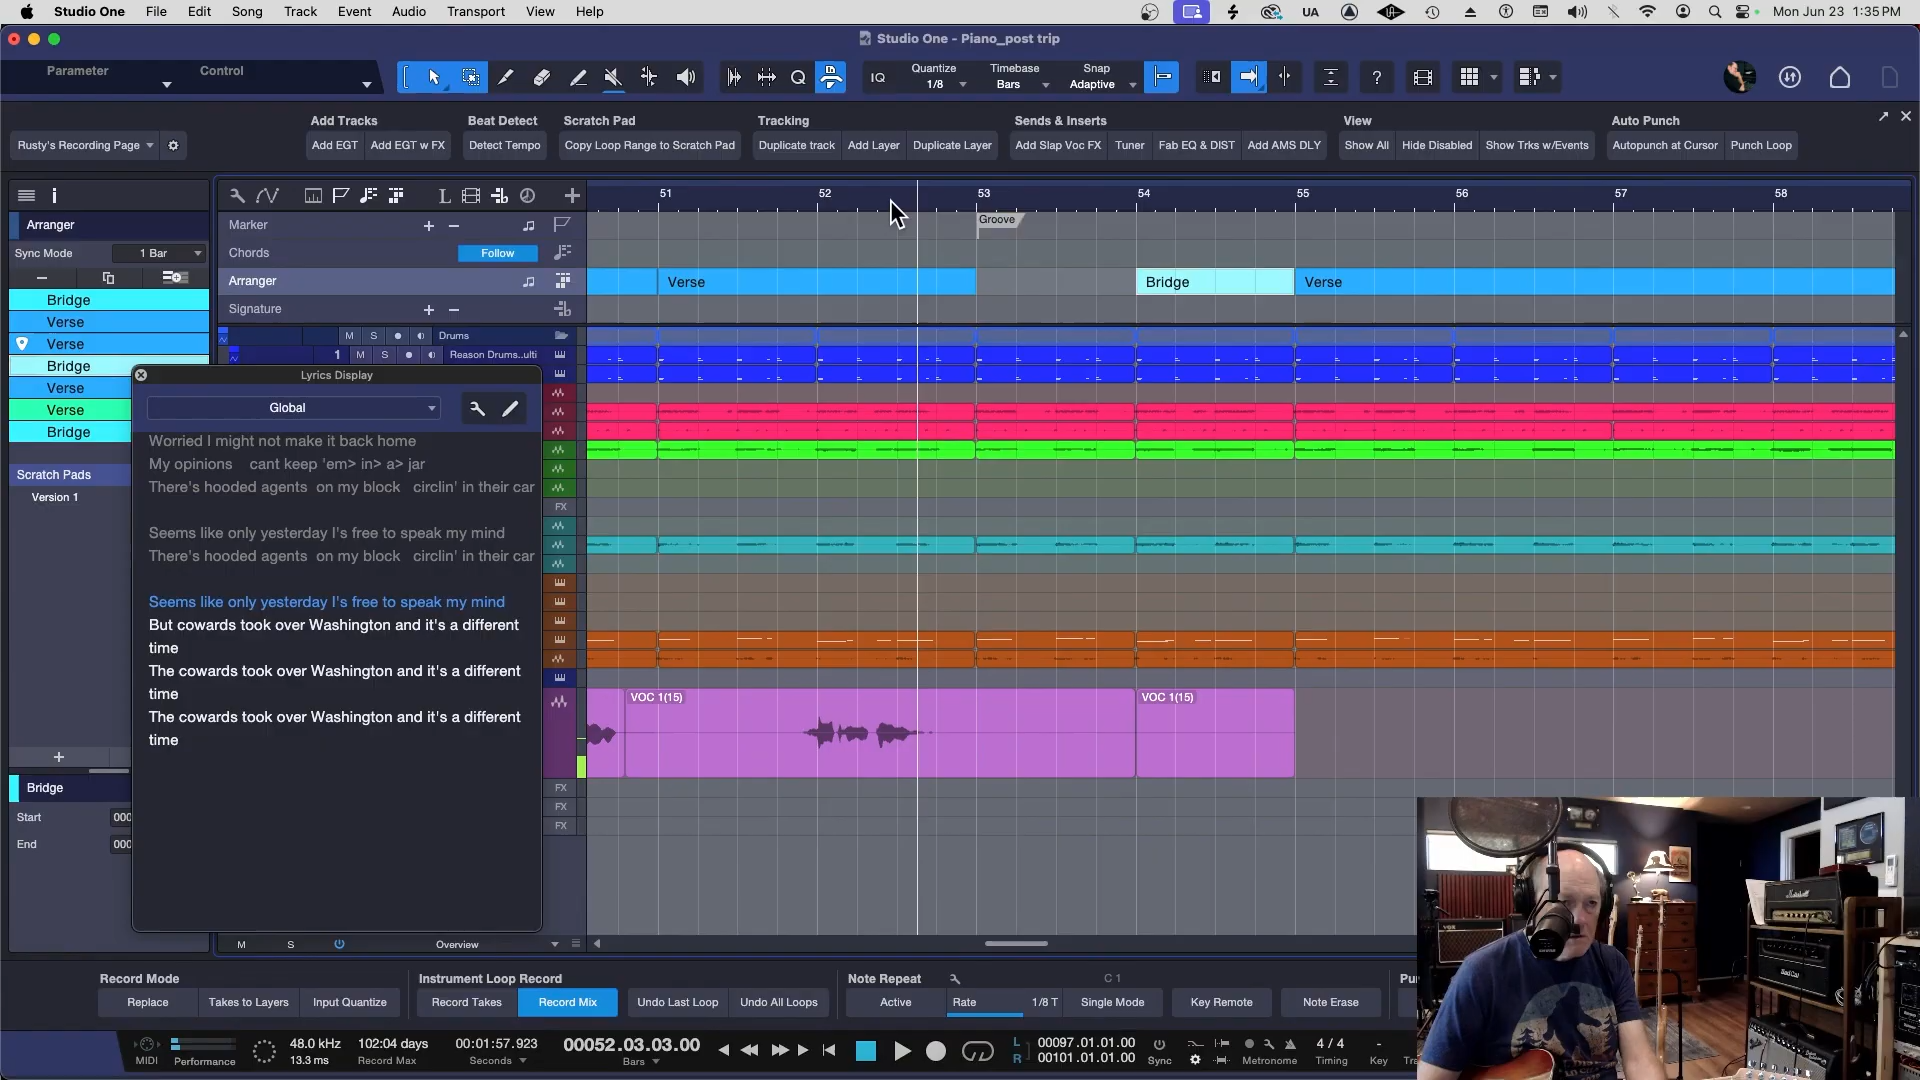 Studio One File Edit Song Track Event Audio Transport View Help
UA Mon Jun 23 1:35 PM
Studio One - Piano_post trip
Parameter Control
IQ Quantize 1/8 Timebase Bars Snap Adaptive
Add Tracks Beat Detect Scratch Pad Tracking Sends & Inserts View Auto Punch
Rusty's Recording Page Add EGT Add EGT w FX Detect Tempo Copy Loop Range to Scratch Pad Duplicate track Add Layer Duplicate Layer Add Slap Voc FX Tuner Fab EQ & DIST Add AMS DLY Show All Hide Disabled Show Trks w/Events Autopunch at Cursor Punch Loop
51 52 53 54 55 56 57 58
Arranger
Sync Mode 1 Bar
Bridge
Verse
Verse
Bridge
Verse
Verse
Bridge
Scratch Pads
Version 1
Bridge
Start 000
End 000
Marker
Groove
Chords Follow
Arranger
Verse Bridge Verse
Signature
M S Drums
1 M S Reason Drums..ulti
Lyrics Display
Global
Worried I might not make it back home
My opinions cant keep 'em> in> a> jar
There's hooded agents on my block circlin' in their car
Seems like only yesterday I's free to speak my mind
There's hooded agents on my block circlin' in their car
Seems like only yesterday I's free to speak my mind
But cowards took over Washington and it's a different
time
The cowards took over Washington and it's a different
time
The cowards took over Washington and it's a different
time
FX
VOC 1(15) VOC 1(15)
FX
FX
FX
M S Overview
Record Mode Instrument Loop Record Note Repeat C 1
Replace Takes to Layers Input Quantize Record Takes Record Mix Undo Last Loop Undo All Loops Active Rate 1/8 T Single Mode Key Remote Note Erase
MIDI Performance
48.0 kHz
13.3 ms
102:04 days
Record Max
00:01:57.923
Seconds
00052.03.03.00
Bars
L 00097.01.01.00
R 00101.01.01.00
Sync Metronome
4 / 4
Timing
-
Key
Marshall
VOX
Bad Cat